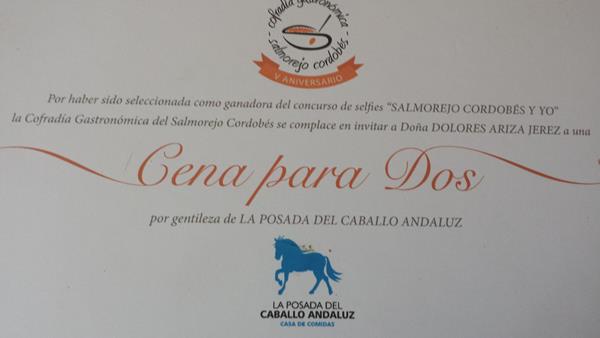 cofradía gastronómica
salmorejo cordobés
V ANIVERSARIO
Por haber sido seleccionada como ganadora del concurso de selfies "SALMOREJO CORDOBÉS Y YO"
la Cofradía Gastronómica del Salmorejo Cordobés se complace en invitar a Doña DOLORES ARIZA JEREZ a una
Cena para Dos
por gentileza de LA POSADA DEL CABALLO ANDALUZ
LA POSADA DEL
CABALLO ANDALUZ
CASA DE COMIDAS